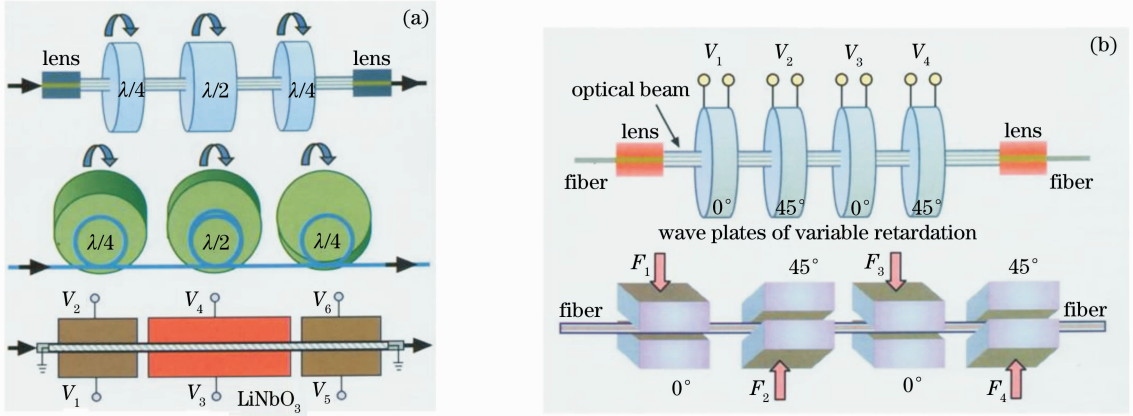 (a)
lens
lens
λ/4
λ/2
λ/4
λ/4
λ/2
λ/4
V₂
V₄
V₆
V₁
V₃
LiNbO₃
V₅
(b)
V₁
V₂
V₃
V₄
optical beam
lens
lens
fiber
fiber
0°
45°
0°
45°
wave plates of variable retardation
F₁
45°
F₃
45°
fiber
fiber
0°
F₂
0°
F₄